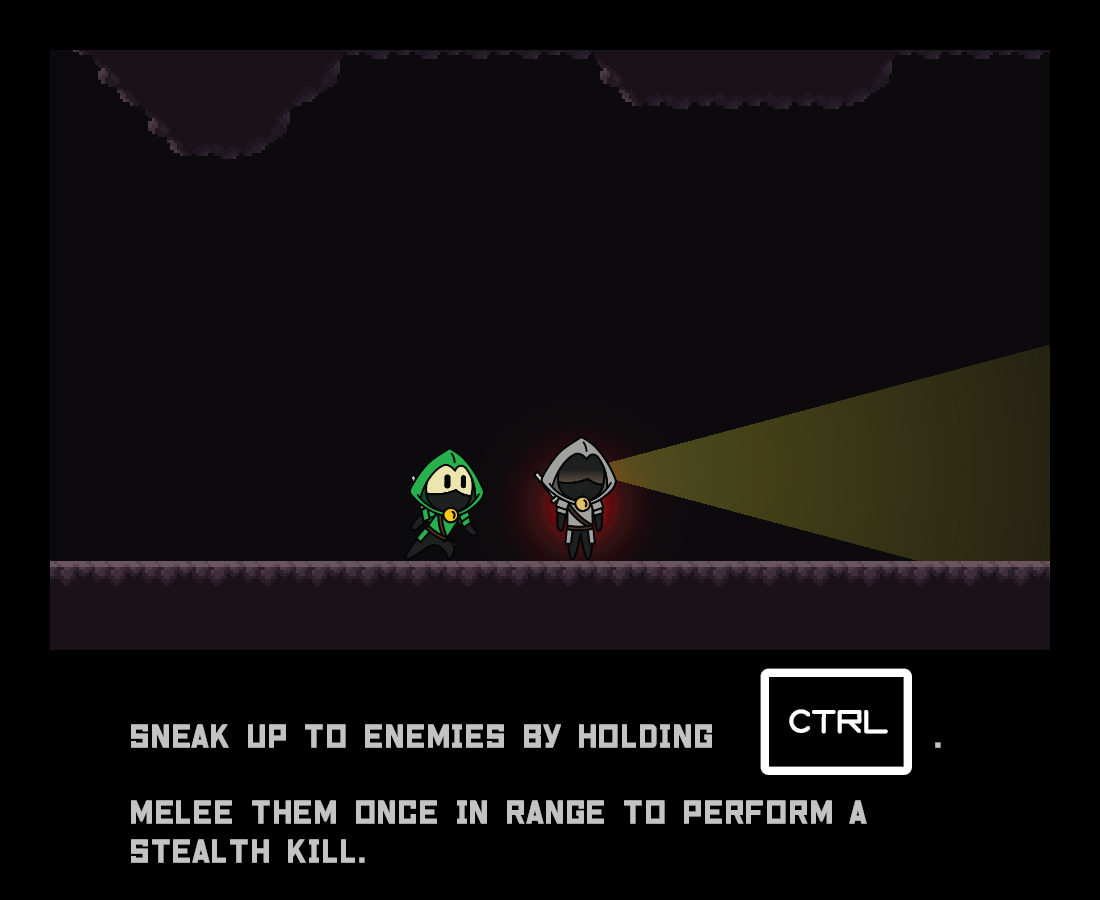 SNEAK UP TO ENEMIES BY HOLDING CTRL .
MELEE THEM ONCE IN RANGE TO PERFORM A
STEALTH KILL.